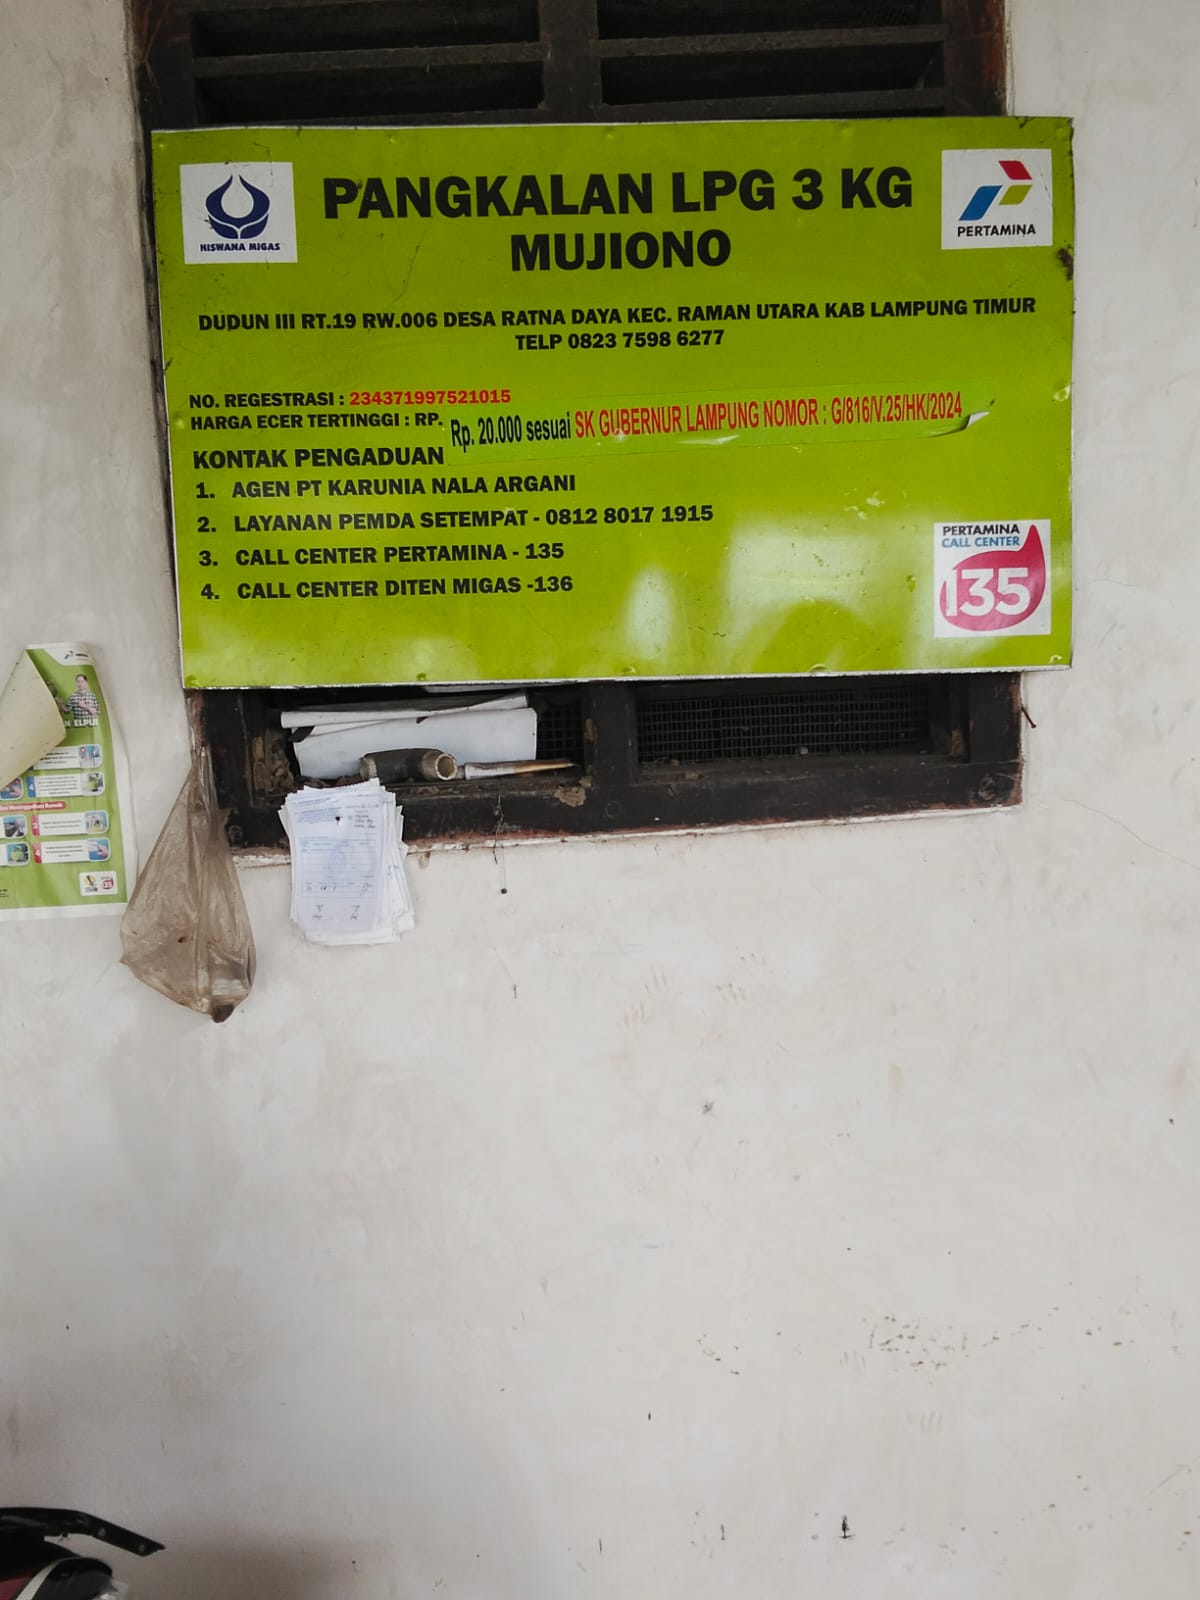 HISWANA MIGAS
PANGKALAN LPG 3 KG
MUJIONO
PERTAMINA
DUDUN III RT.19 RW.006 DESA RATNA DAYA KEC. RAMAN UTARA KAB LAMPUNG TIMUR
TELP 0823 7598 6277
NO. REGESTRASI : 234371997521015
HARGA ECER TERTINGGI : RP. Rp. 20.000 sesuai SK GUBERNUR LAMPUNG NOMOR : G/816/V.25/HK/2024
KONTAK PENGADUAN
1. AGEN PT KARUNIA NALA ARGANI
2. LAYANAN PEMDA SETEMPAT - 0812 8017 1915
3. CALL CENTER PERTAMINA - 135
4. CALL CENTER DITEN MIGAS -136
PERTAMINA
CALL CENTER
135